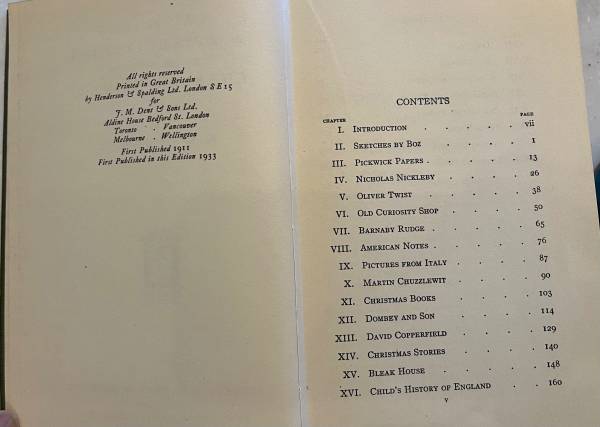 All rights reserved
Printed in Great Britain
by Henderson & Spalding Ltd. London S E 15
for
J. M. Dent & Sons Ltd.
Aldine House Bedford St. London
Toronto . Vancouver
Melbourne . Wellington
First Published 1911
First Published in this Edition 1933
CONTENTS
CHAPTER PAGE
I. INTRODUCTION . . . . . vii
II. SKETCHES BY BOZ . . . . 1
III. PICKWICK PAPERS . . . . . 13
IV. NICHOLAS NICKLEBY . . . . 26
V. OLIVER TWIST . . . . . 38
VI. OLD CURIOSITY SHOP . . . . 50
VII. BARNABY RUDGE . . . . . 65
VIII. AMERICAN NOTES . . . . . 76
IX. PICTURES FROM ITALY . . . . 87
X. MARTIN CHUZZLEWIT . . . . 90
XI. CHRISTMAS BOOKS . . . . 103
XII. DOMBEY AND SON . . . . 114
XIII. DAVID COPPERFIELD . . . . 129
XIV. CHRISTMAS STORIES . . . . 140
XV. BLEAK HOUSE . . . . . 148
XVI. CHILD'S HISTORY OF ENGLAND . . 160
v